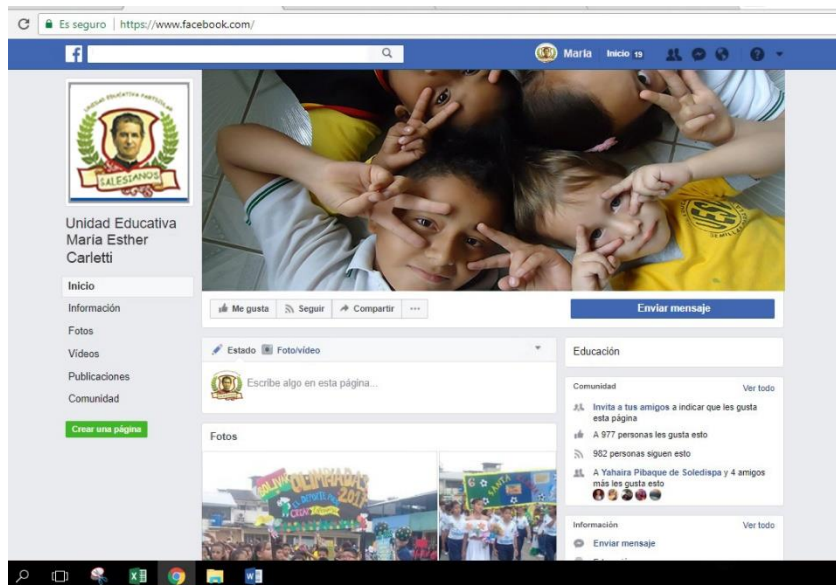 Es seguro | https://www.facebook.com/
f
María Inicio 19
UNIDAD EDUCATIVA PARTICULAR
SALESIANOS
Unidad Educativa
María Esther
Carletti
Inicio
Información
Fotos
Vídeos
Publicaciones
Comunidad
Crear una página
Me gusta Seguir Compartir ...
Enviar mensaje
Estado Foto/vídeo
Escribe algo en esta página...
Fotos
OLIMPIADAS
2017
Educación
Comunidad Ver todo
Invita a tus amigos a indicar que les gusta
esta página
A 977 personas les gusta esto
982 personas siguen esto
A Yahaira Pibaque de Soledispa y 4 amigos
más les gusta esto
Información Ver todo
Enviar mensaje